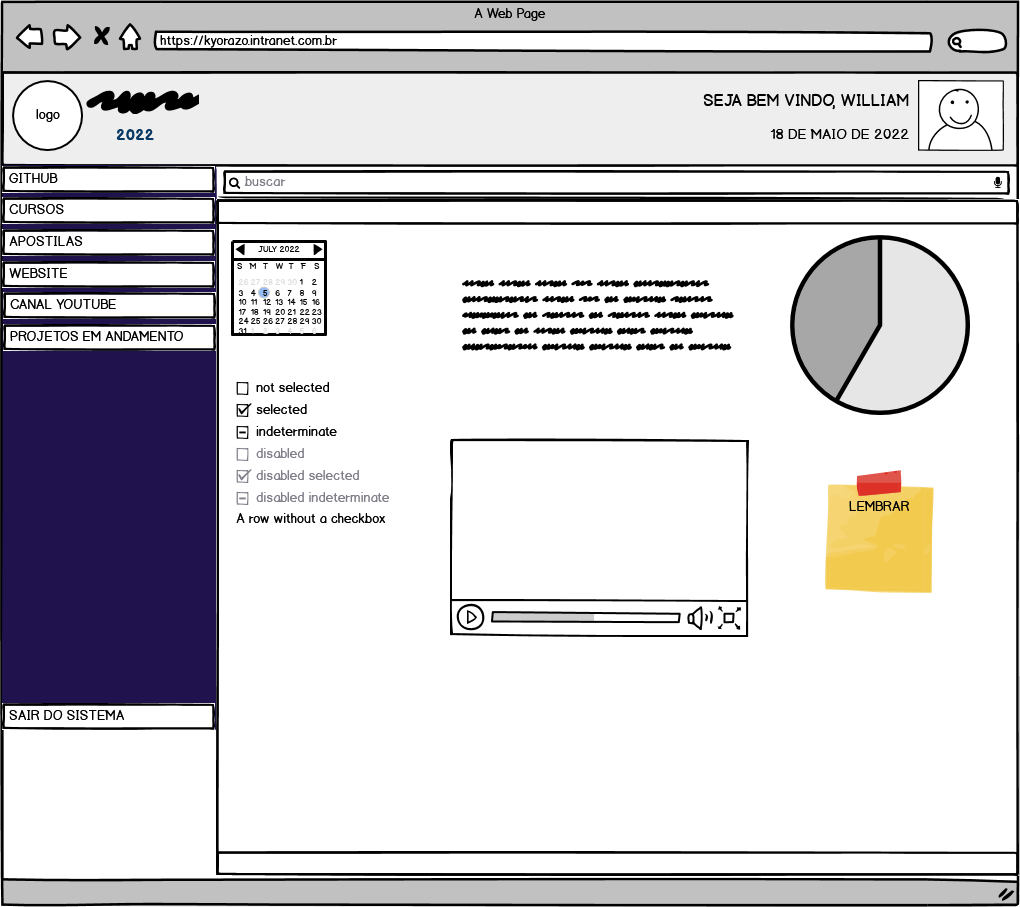 A Web Page
https://kyorazo.intranet.com.br
logo
2022
SEJA BEM VINDO, WILLIAM
18 DE MAIO DE 2022
GITHUB
CURSOS
APOSTILAS
WEBSITE
CANAL YOUTUBE
PROJETOS EM ANDAMENTO
SAIR DO SISTEMA
buscar
JULY 2022
S M T W T F S
26 27 28 29 30 1 2
3 4 5 6 7 8 9
10 11 12 13 14 15 16
17 18 19 20 21 22 23
24 25 26 27 28 29 30
31
not selected
selected
indeterminate
disabled
disabled selected
disabled indeterminate
A row without a checkbox
LEMBRAR